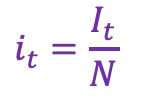 i_t = I_t / N